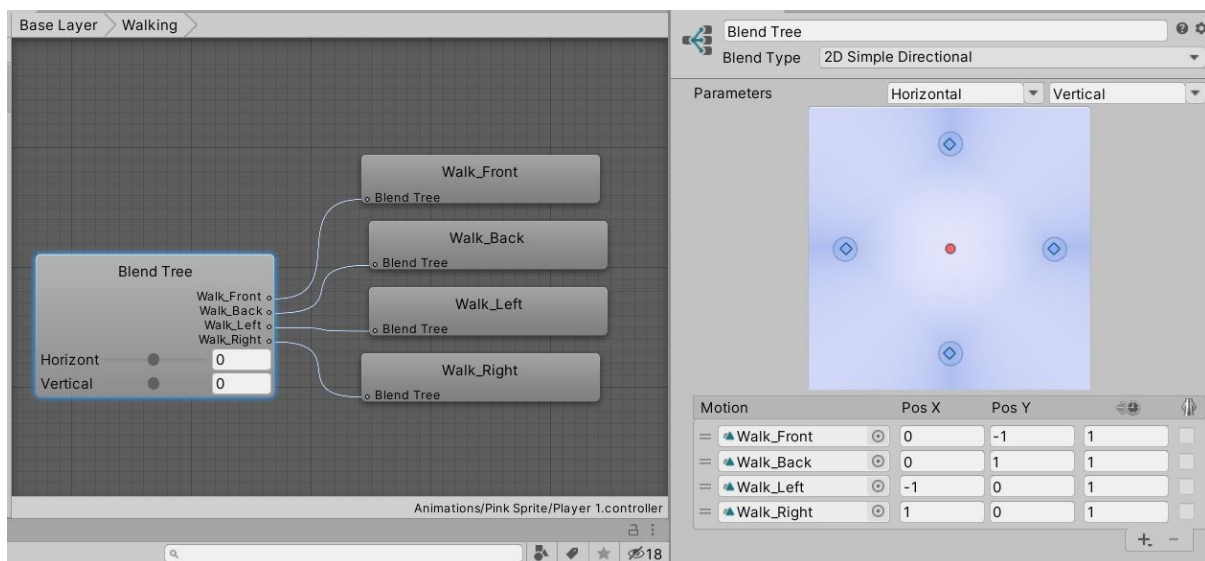 Base Layer
Walking
Walk_Front
Blend Tree
Walk_Back
Blend Tree
Walk_Left
Blend Tree
Walk_Right
Blend Tree
Blend Tree
Walk_Front
Walk_Back
Walk_Left
Walk_Right
Horizont 0
Vertical 0
Animations/Pink Sprite/Player 1.controller
18
Blend Tree
Blend Type 2D Simple Directional
Parameters Horizontal Vertical
Motion Pos X Pos Y
Walk_Front 0 -1 1
Walk_Back 0 1 1
Walk_Left -1 0 1
Walk_Right 1 0 1